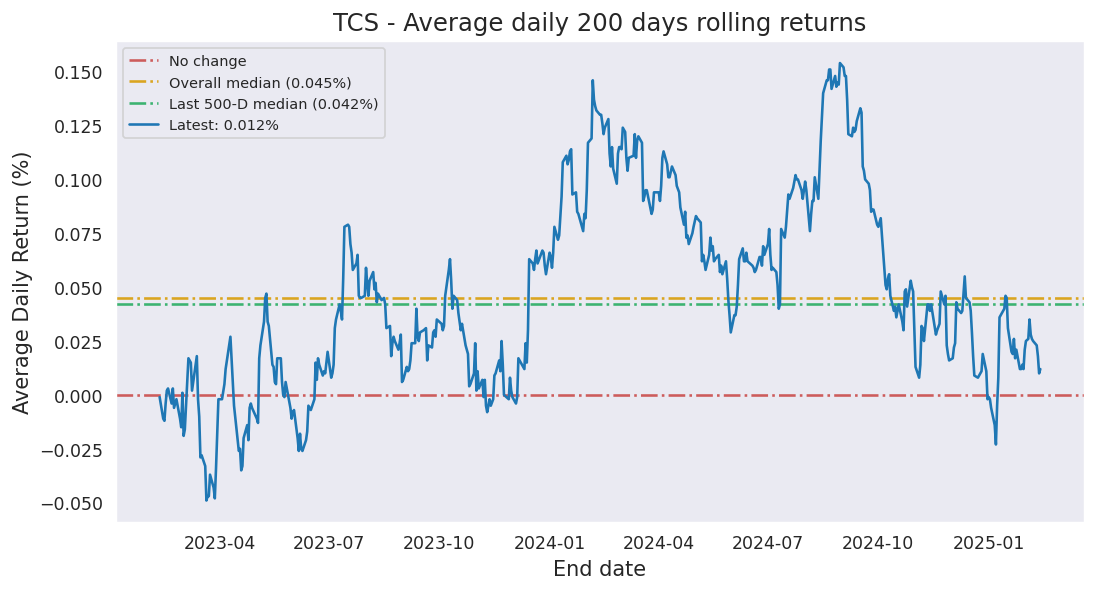 TCS - Average daily 200 days rolling returns
No change
Overall median (0.045%)
Last 500-D median (0.042%)
Latest: 0.012%
Average Daily Return (%)
0.150
0.125
0.100
0.075
0.050
0.025
0.000
−0.025
−0.050
2023-04 2023-07 2023-10 2024-01 2024-04 2024-07 2024-10 2025-01
End date